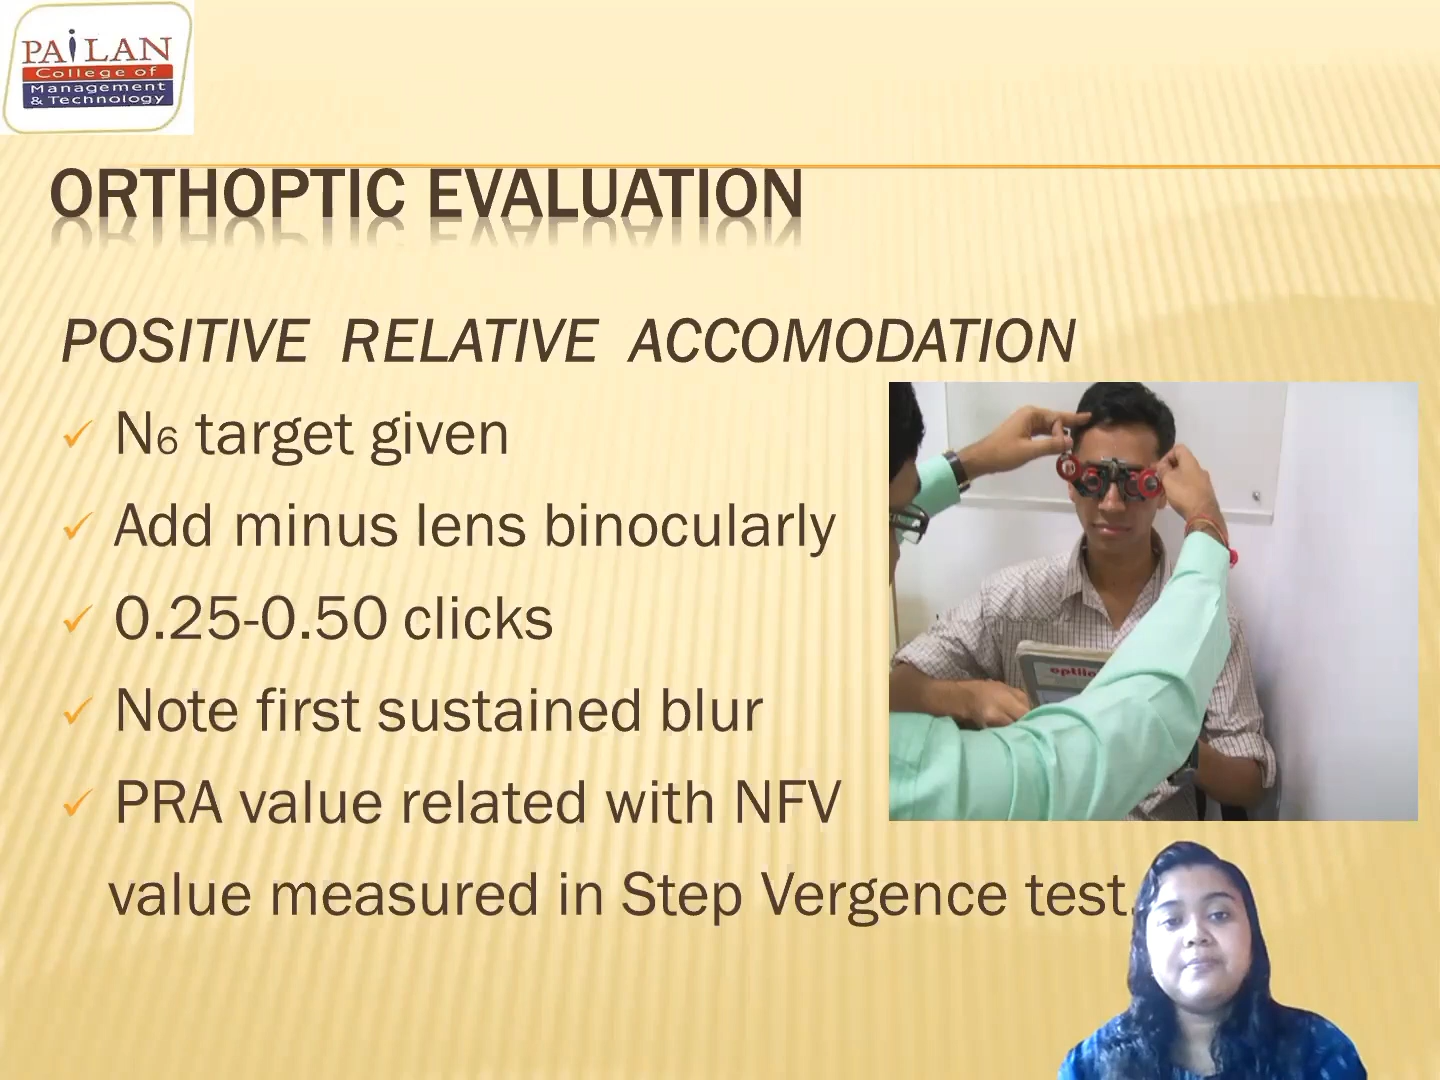 PAiLAN
College of
Management
& Technology
ORTHOPTIC EVALUATION
POSITIVE RELATIVE ACCOMODATION
N6 target given
Add minus lens binocularly
0.25-0.50 clicks
Note first sustained blur
PRA value related with NFV
value measured in Step Vergence test.